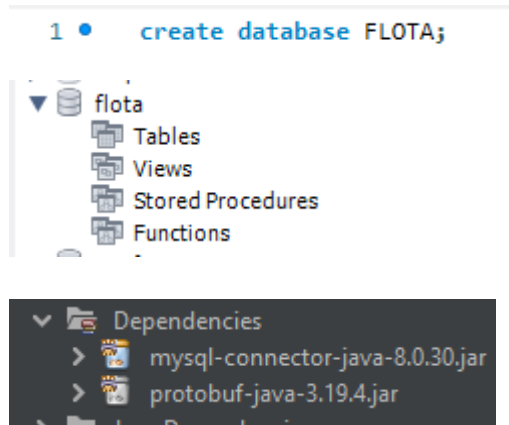 1 create database FLOTA;
flota
Tables
Views
Stored Procedures
Functions
Dependencies
mysql-connector-java-8.0.30.jar
protobuf-java-3.19.4.jar